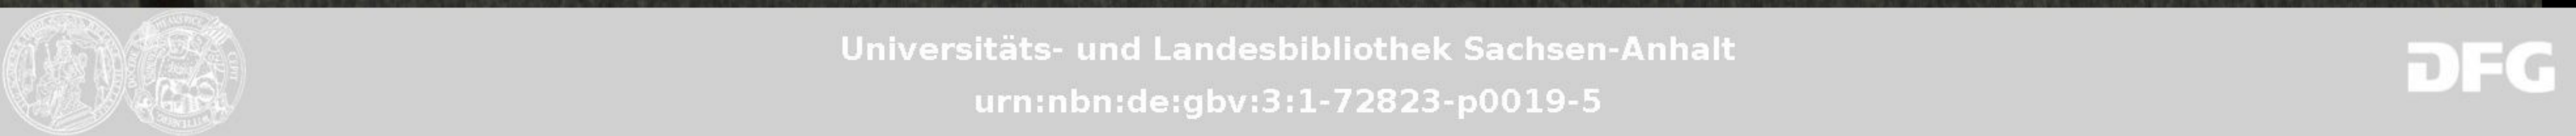 Universitäts- und Landesbibliothek Sachsen-Anhalt
urn:nbn:de:gbv:3:1-72823-p0019-5
DFG